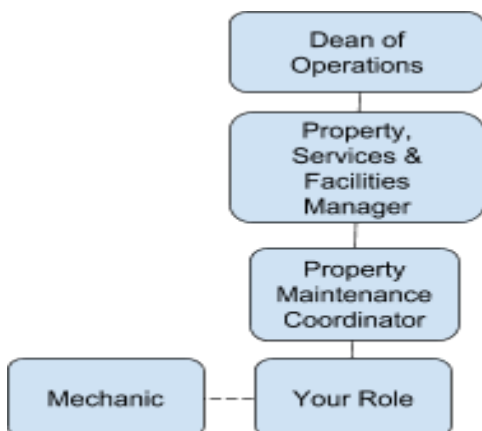 Dean of
Operations
Property,
Services &
Facilities
Manager
Property
Maintenance
Coordinator
Mechanic
Your Role